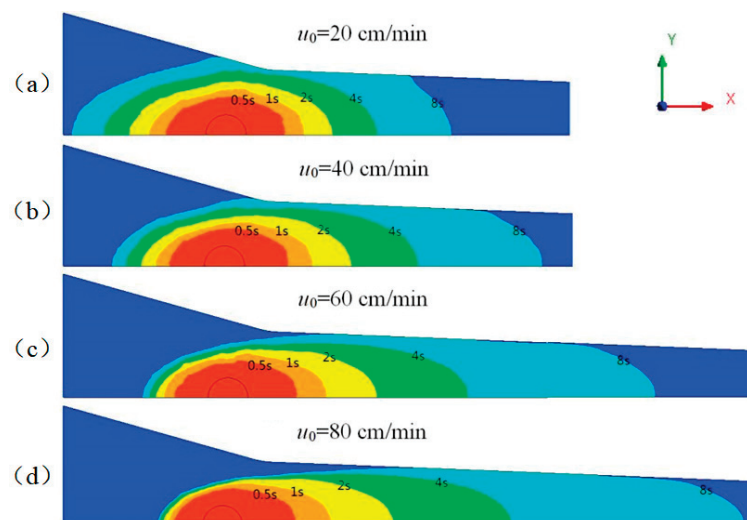 u₀=20 cm/min
(a)
0.5s 1s 2s 4s 8s
Y
X
u₀=40 cm/min
(b)
0.5s 1s 2s 4s 8s
u₀=60 cm/min
(c)
0.5s 1s 2s 4s 8s
u₀=80 cm/min
(d)
0.5s 1s 2s 4s 8s